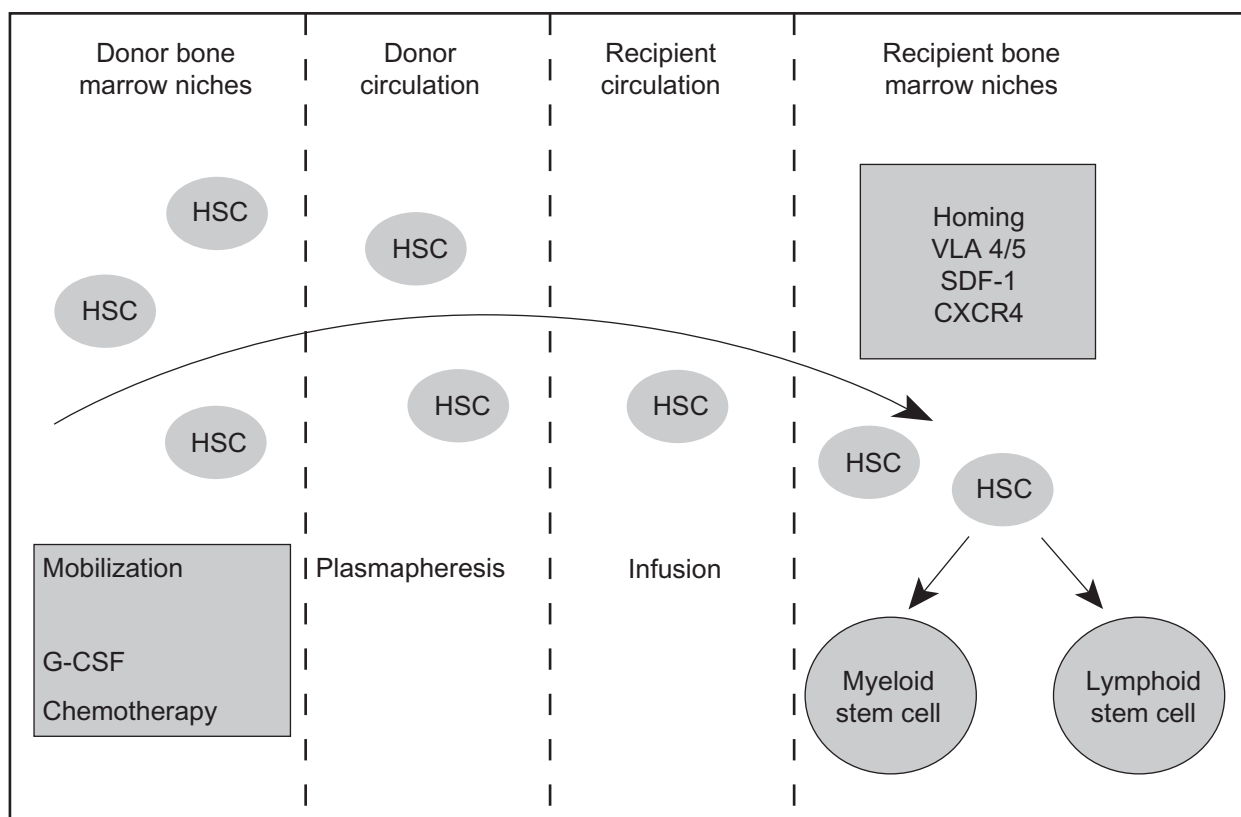 Donor bone
marrow niches
Donor
circulation
Recipient
circulation
Recipient bone
marrow niches
HSC
HSC
HSC
HSC
HSC
HSC
Homing
VLA 4/5
SDF-1
CXCR4
HSC
HSC
Mobilization
G-CSF
Chemotherapy
Plasmapheresis
Infusion
Myeloid
stem cell
Lymphoid
stem cell